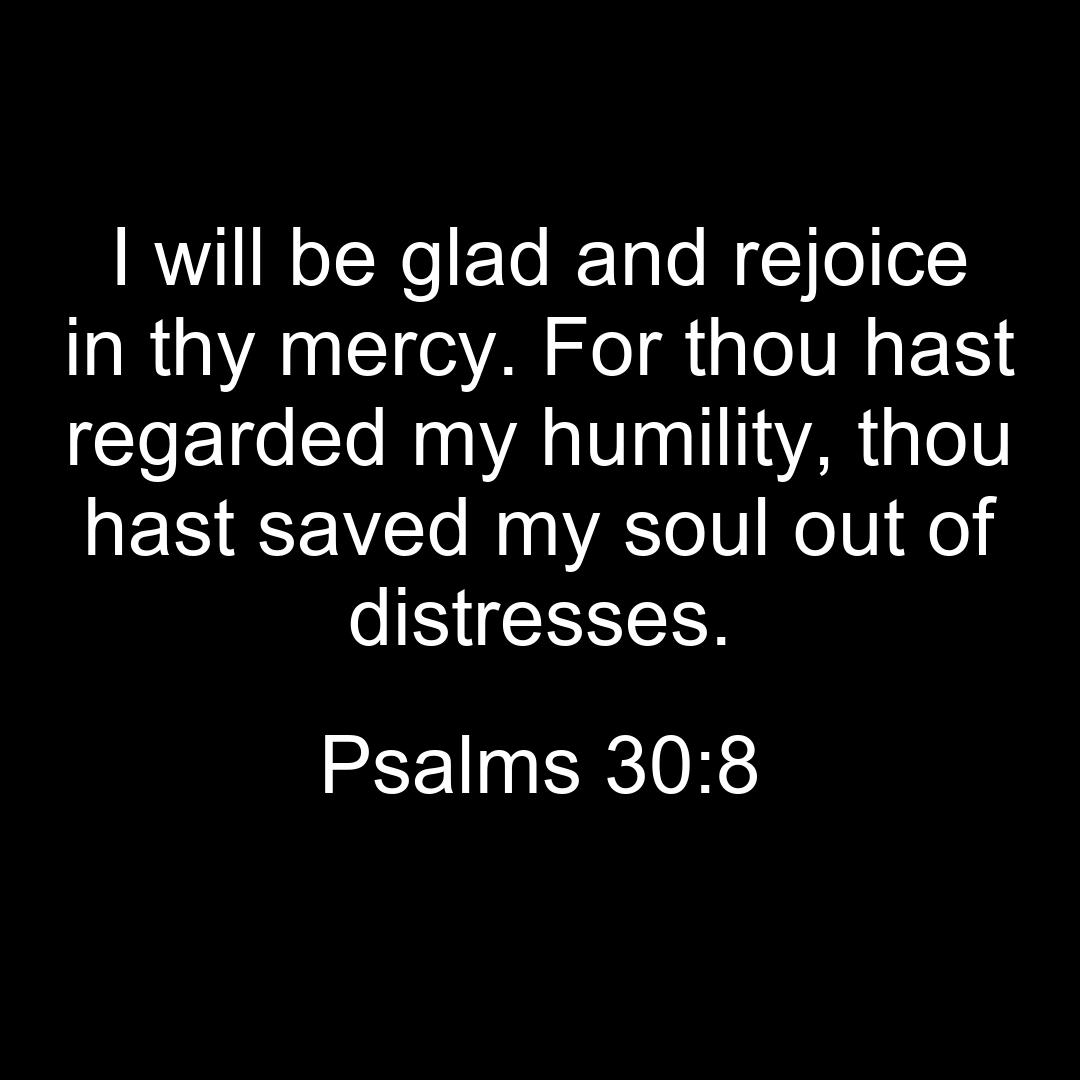 I will be glad and rejoice
in thy mercy. For thou hast
regarded my humility, thou
hast saved my soul out of
distresses.
Psalms 30:8